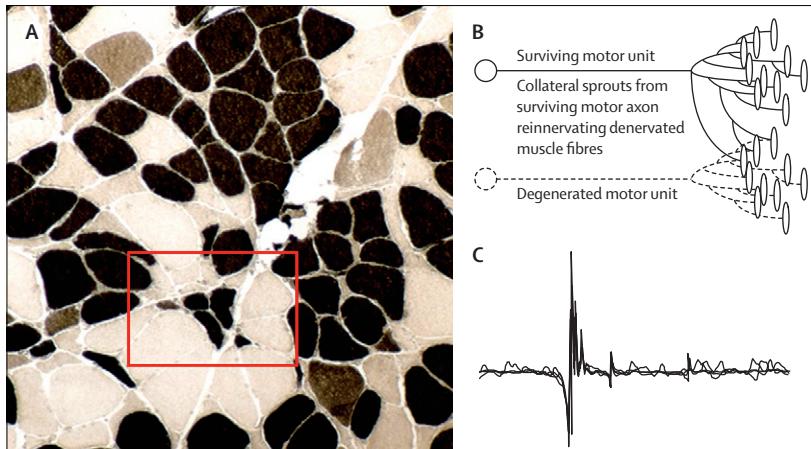 A
B
Surviving motor unit
Collateral sprouts from
surviving motor axon
reinnervating denervated
muscle fibres
Degenerated motor unit
C